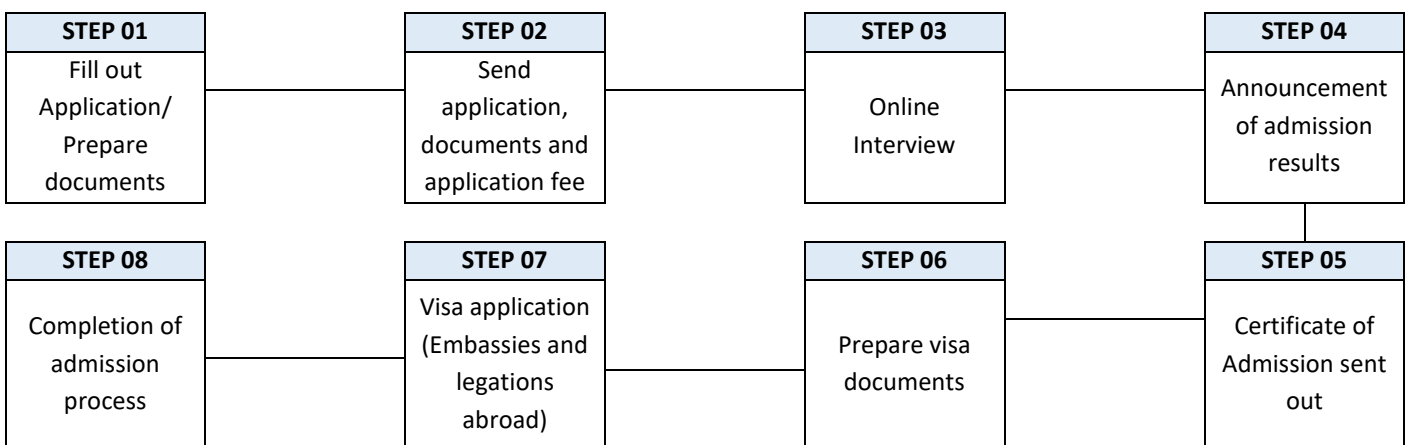 STEP 01
Fill out
Application/
Prepare
documents
STEP 02
Send
application,
documents and
application fee
STEP 03
Online
Interview
STEP 04
Announcement
of admission
results
STEP 05
Certificate of
Admission sent
out
STEP 06
Prepare visa
documents
STEP 07
Visa application
(Embassies and
legations
abroad)
STEP 08
Completion of
admission
process